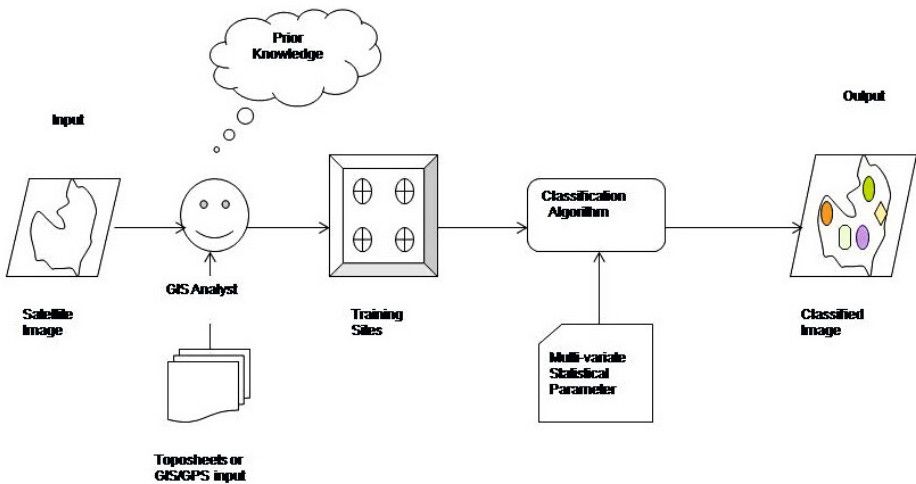 Prior
Knowledge
Input
Output
Classification
Algorithm
GIS Analyst
Satellite
Image
Training
Sites
Classified
Image
Multi-variate
Statistical
Parameter
Toposheets or
GIS/GPS input